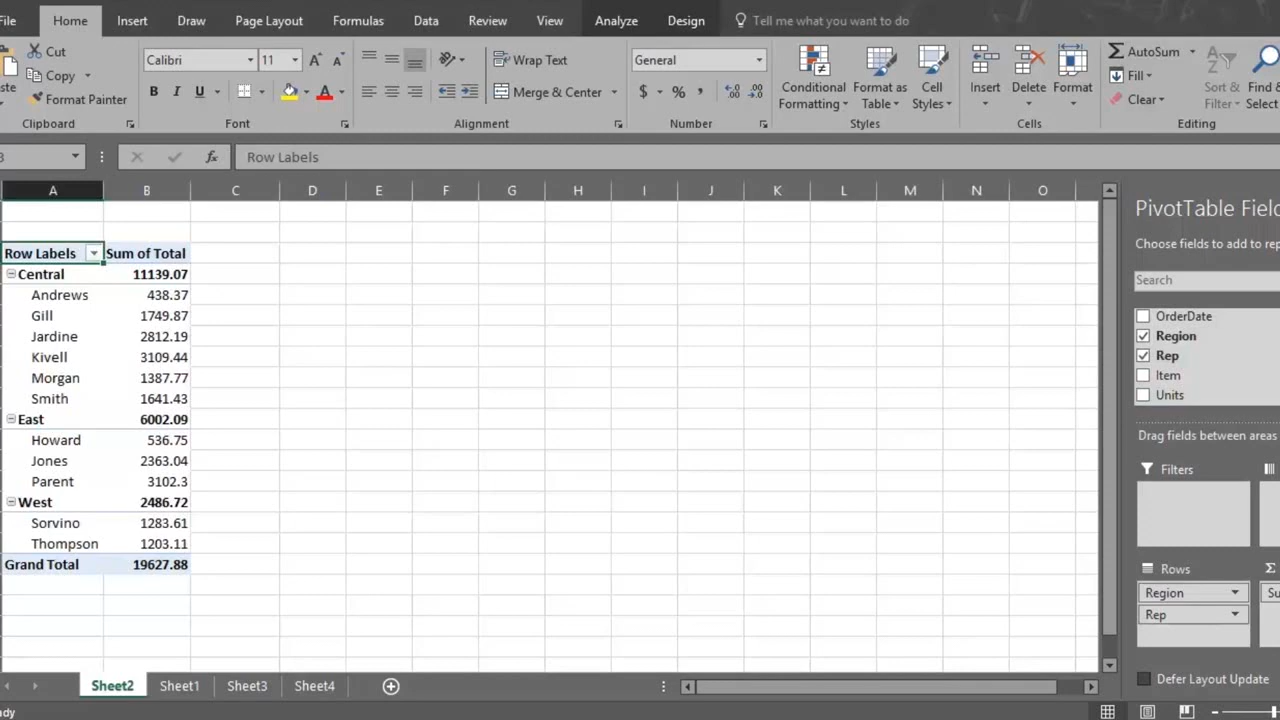 File Home Insert Draw Page Layout Formulas Data Review View Analyze Design Tell me what you want to do
Cut
Copy
Format Painter
Clipboard
Calibri 11
B I U
Font
Wrap Text
Merge & Center
Alignment
General
$ % ,
Number
Conditional Formatting
Format as Table
Cell Styles
Styles
Insert
Delete
Format
Cells
AutoSum
Fill
Clear
Sort & Filter
Find &
Select
Editing
fx Row Labels
A B C D E F G H I J K L M N O
Row Labels Sum of Total
Central 11139.07
Andrews 438.37
Gill 1749.87
Jardine 2812.19
Kivell 3109.44
Morgan 1387.77
Smith 1641.43
East 6002.09
Howard 536.75
Jones 2363.04
Parent 3102.3
West 2486.72
Sorvino 1283.61
Thompson 1203.11
Grand Total 19627.88
PivotTable Field
Choose fields to add to rep
Search
OrderDate
Region
Rep
Item
Units
Drag fields between areas
Filters
Rows
Σ
Region
Su
Rep
Defer Layout Update
Sheet2 Sheet1 Sheet3 Sheet4